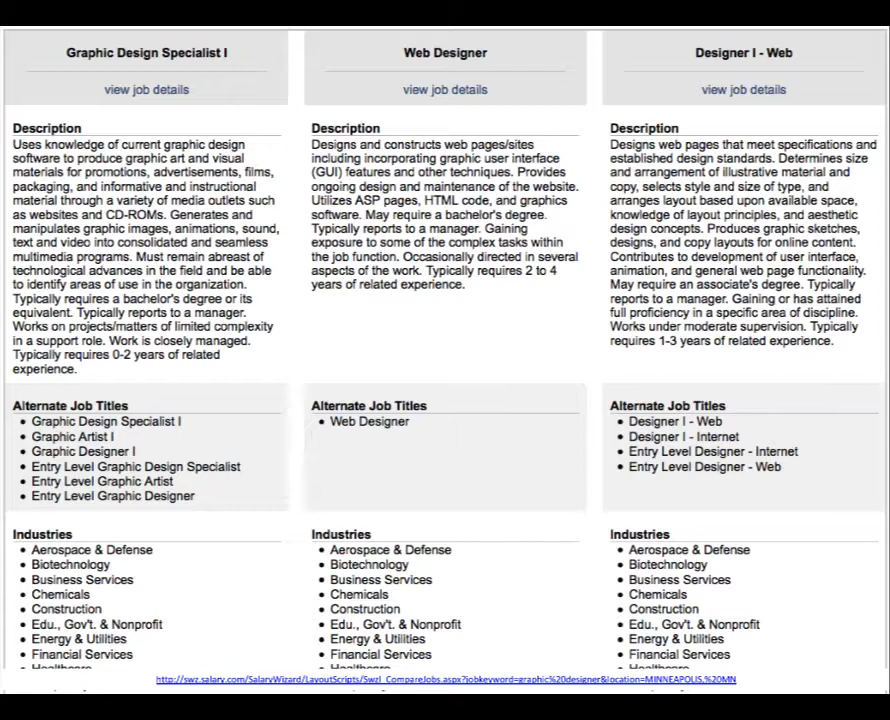 Graphic Design Specialist I
view job details
Description
Uses knowledge of current graphic design
software to produce graphic art and visual
materials for promotions, advertisements, films,
packaging, and informative and instructional
material through a variety of media outlets such
as websites and CD-ROMs. Generates and
manipulates graphic images, animations, sound,
text and video into consolidated and seamless
multimedia programs. Must remain abreast of
technological advances in the field and be able
to identify areas of use in the organization.
Typically requires a bachelor's degree or its
equivalent. Typically reports to a manager.
Works on projects/matters of limited complexity
in a support role. Work is closely managed.
Typically requires 0-2 years of related
experience.
Alternate Job Titles
• Graphic Design Specialist I
• Graphic Artist I
• Graphic Designer I
• Entry Level Graphic Design Specialist
• Entry Level Graphic Artist
• Entry Level Graphic Designer
Industries
• Aerospace & Defense
• Biotechnology
• Business Services
• Chemicals
• Construction
• Edu., Gov't. & Nonprofit
• Energy & Utilities
• Financial Services
• Healthcare
Web Designer
view job details
Description
Designs and constructs web pages/sites
including incorporating graphic user interface
(GUI) features and other techniques. Provides
ongoing design and maintenance of the website.
Utilizes ASP pages, HTML code, and graphics
software. May require a bachelor's degree.
Typically reports to a manager. Gaining
exposure to some of the complex tasks within
the job function. Occasionally directed in several
aspects of the work. Typically requires 2 to 4
years of related experience.
Alternate Job Titles
• Web Designer
Industries
• Aerospace & Defense
• Biotechnology
• Business Services
• Chemicals
• Construction
• Edu., Gov't. & Nonprofit
• Energy & Utilities
• Financial Services
• Healthcare
Designer I - Web
view job details
Description
Designs web pages that meet specifications and
established design standards. Determines size
and arrangement of illustrative material and
copy, selects style and size of type, and
arranges layout based upon available space,
knowledge of layout principles, and aesthetic
design concepts. Produces graphic sketches,
designs, and copy layouts for online content.
Contributes to development of user interface,
animation, and general web page functionality.
May require an associate's degree. Typically
reports to a manager. Gaining or has attained
full proficiency in a specific area of discipline.
Works under moderate supervision. Typically
requires 1-3 years of related experience.
Alternate Job Titles
• Designer I - Web
• Designer I - Internet
• Entry Level Designer - Internet
• Entry Level Designer - Web
Industries
• Aerospace & Defense
• Biotechnology
• Business Services
• Chemicals
• Construction
• Edu., Gov't. & Nonprofit
• Energy & Utilities
• Financial Services
• Healthcare
http://swz.salary.com/SalaryWizard/LayoutScripts/Swzl_CompareJobs.aspx?jobkeyword=graphic%20designer&location=MINNEAPOLIS,%20MN